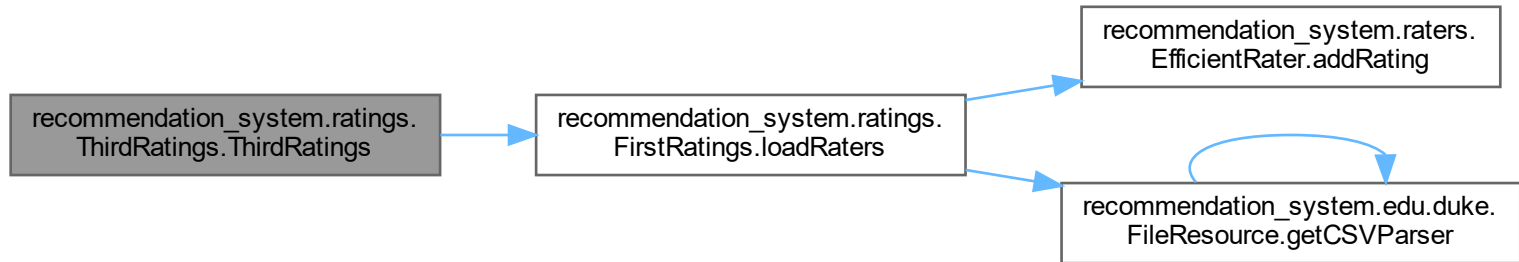 recommendation_system.ratings.
ThirdRatings.ThirdRatings
recommendation_system.ratings.
FirstRatings.loadRaters
recommendation_system.raters.
EfficientRater.addRating
recommendation_system.edu.duke.
FileResource.getCSVParser